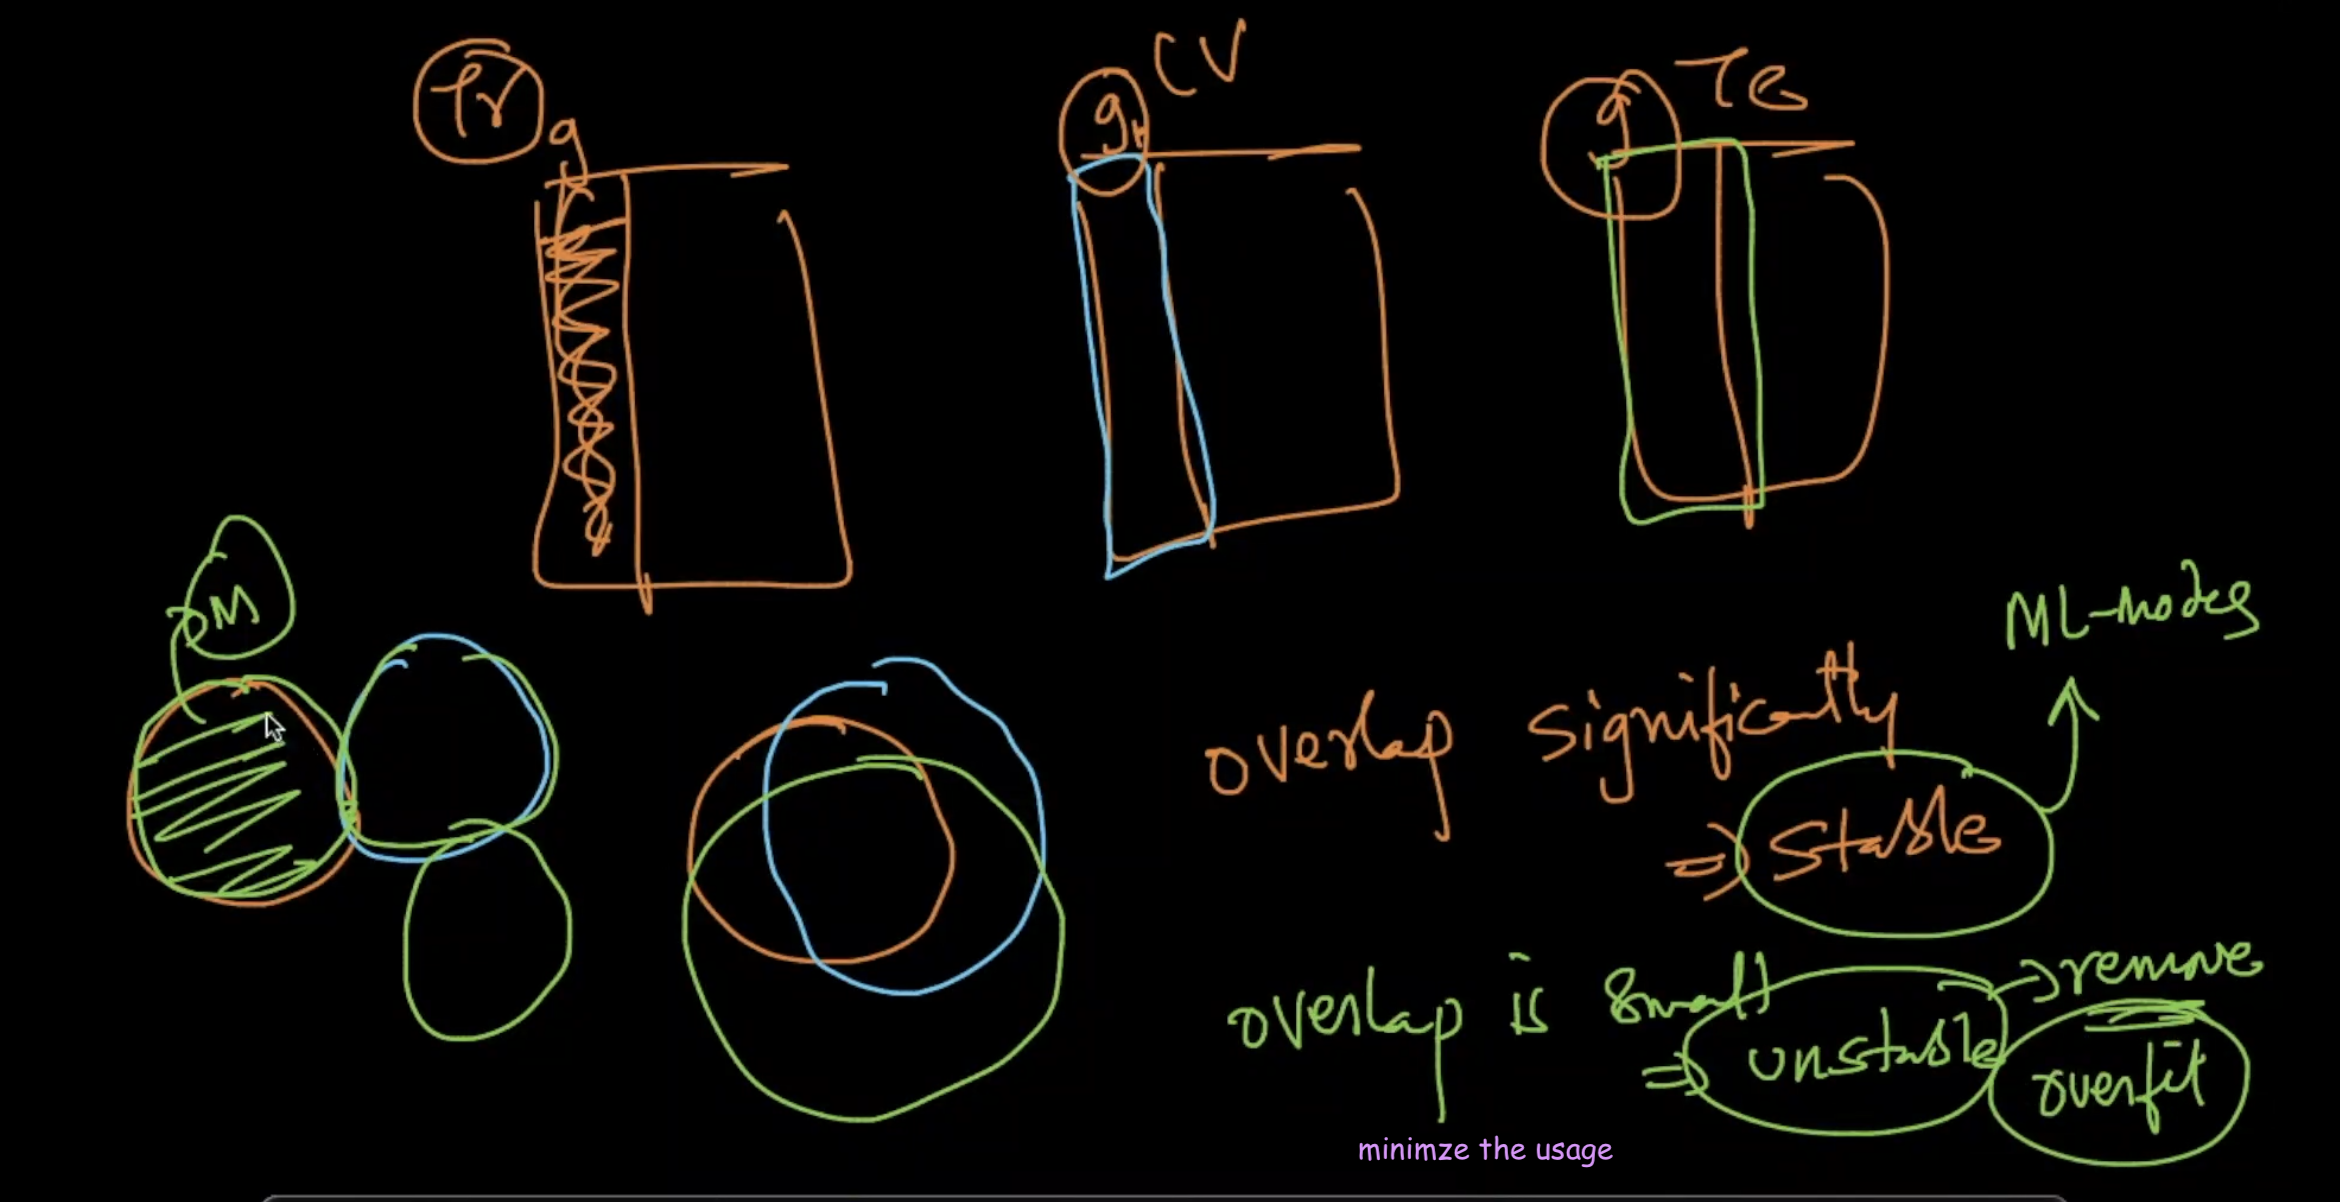 Tr
g
g
CV
g
Te
M
ML-models
overlap significantly
⇒ stable
overlap is small
→ remove
⇒ unstable
overfit
minimze the usage